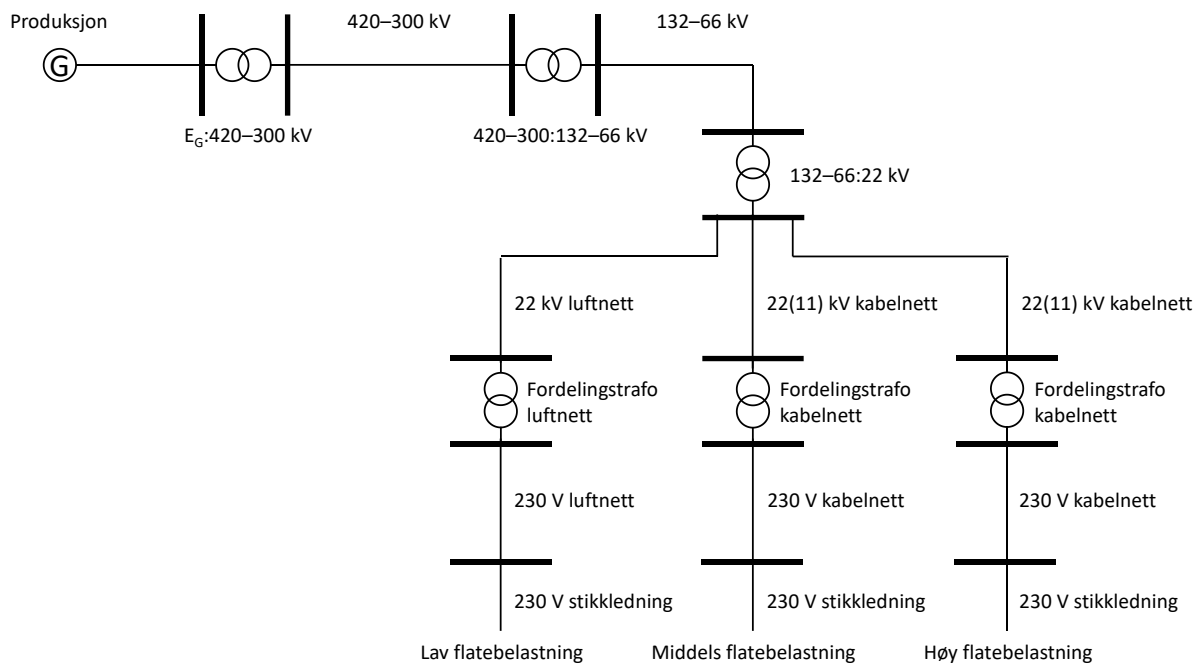 Produksjon
420–300 kV
132–66 kV
G
E_G:420–300 kV
420–300:132–66 kV
132–66:22 kV
22 kV luftnett
22(11) kV kabelnett
22(11) kV kabelnett
Fordelingstrafo
luftnett
Fordelingstrafo
kabelnett
Fordelingstrafo
kabelnett
230 V luftnett
230 V kabelnett
230 V kabelnett
230 V stikkledning
230 V stikkledning
230 V stikkledning
Lav flatebelastning
Middels flatebelastning
Høy flatebelastning